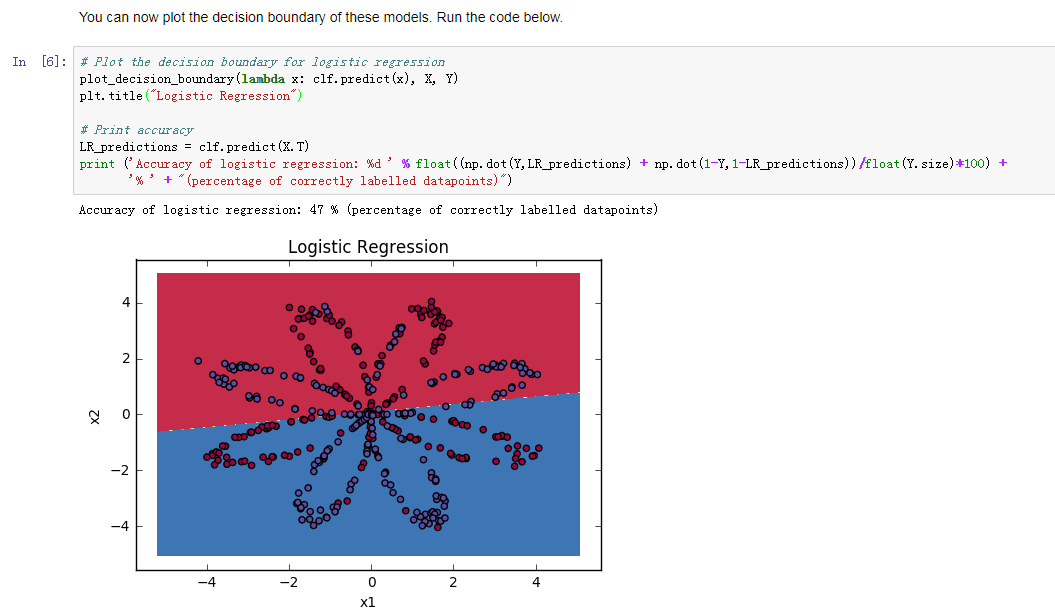 You can now plot the decision boundary of these models. Run the code below.
In [6]:
# Plot the decision boundary for logistic regression
plot_decision_boundary(lambda x: clf.predict(x), X, Y)
plt.title("Logistic Regression")
# Print accuracy
LR_predictions = clf.predict(X.T)
print ('Accuracy of logistic regression: %d ' % float((np.dot(Y,LR_predictions) + np.dot(1-Y,1-LR_predictions))/float(Y.size)*100) +
'% ' + "(percentage of correctly labelled datapoints)")
Accuracy of logistic regression: 47 % (percentage of correctly labelled datapoints)
Logistic Regression
4
2
0
−2
−4
x2
−4 −2 0 2 4
x1